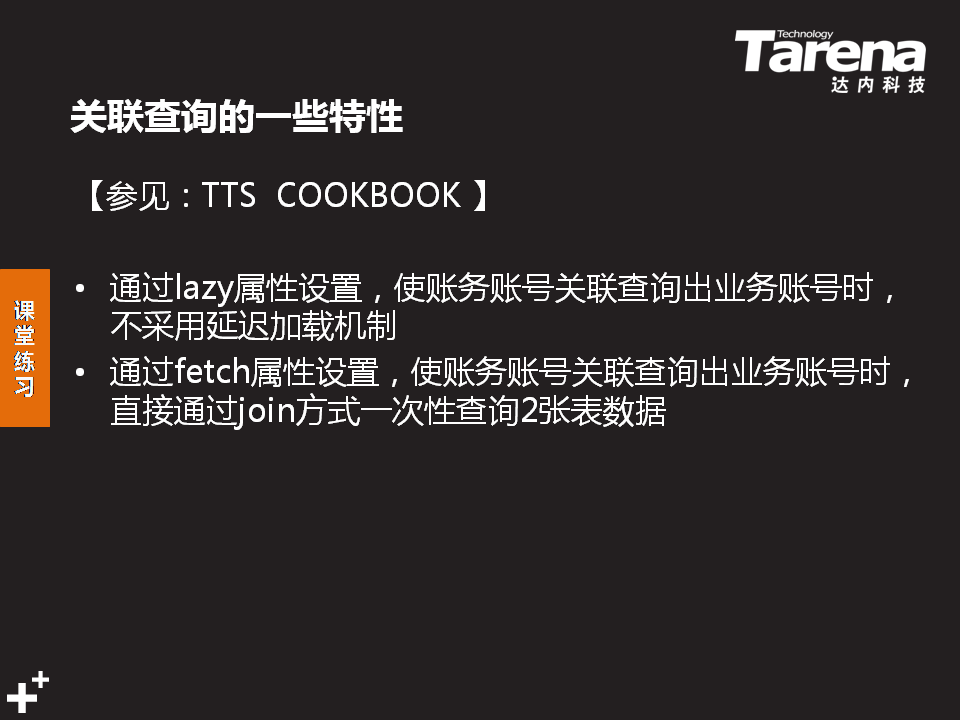 Technology
Tarena
达内科技
关联查询的一些特性
【参见：TTS COOKBOOK 】
• 通过lazy属性设置，使账务账号关联查询出业务账号时，
不采用延迟加载机制
• 通过fetch属性设置，使账务账号关联查询出业务账号时，
直接通过join方式一次性查询2张表数据
课
堂
练
习